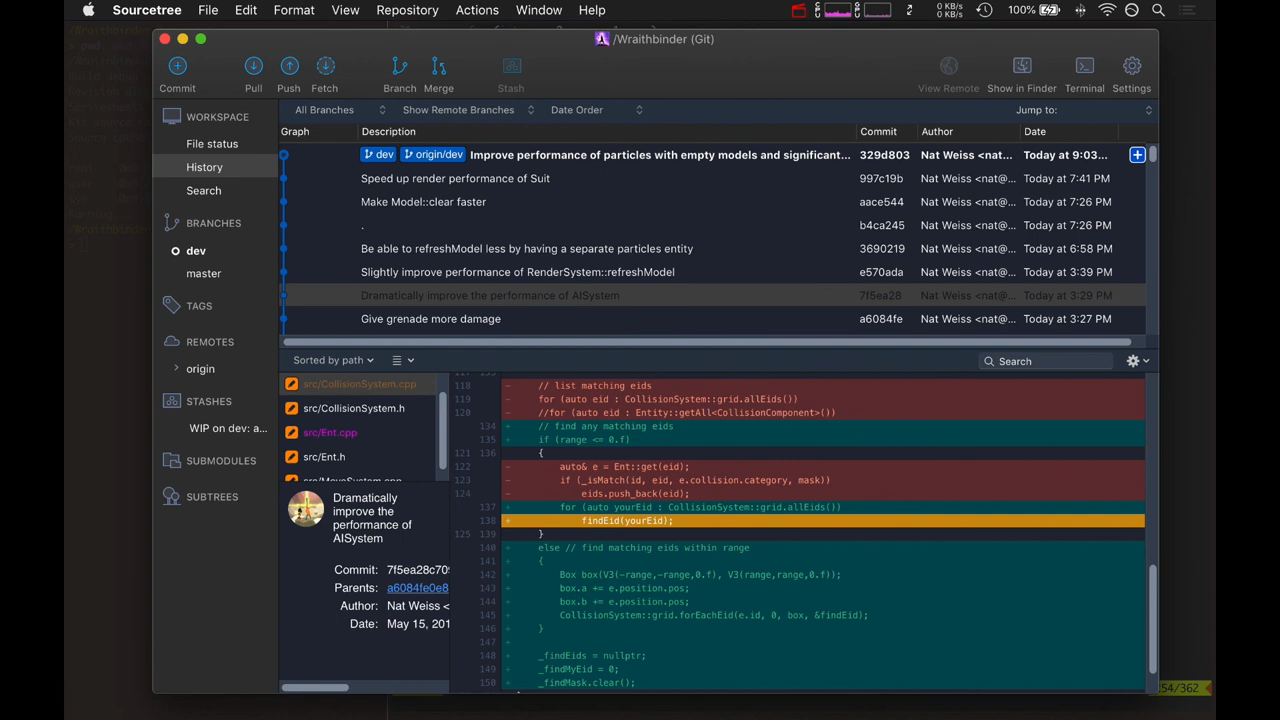 Sourcetree File Edit Format View Repository Actions Window Help
0 KB/s
0 KB/s
100%
/Wraithbinder (Git)
Commit Pull Push Fetch Branch Merge Stash View Remote Show in Finder Terminal Settings
All Branches Show Remote Branches Date Order Jump to:
Graph Description Commit Author Date
dev origin/dev Improve performance of particles with empty models and significant... 329d803 Nat Weiss <nat... Today at 9:03...
Speed up render performance of Suit 997c19b Nat Weiss <nat@... Today at 7:41 PM
Make Model::clear faster aace544 Nat Weiss <nat@... Today at 7:26 PM
. b4ca245 Nat Weiss <nat@... Today at 7:26 PM
Be able to refreshModel less by having a separate particles entity 3690219 Nat Weiss <nat@... Today at 6:58 PM
Slightly improve performance of RenderSystem::refreshModel e570ada Nat Weiss <nat@... Today at 3:39 PM
Dramatically improve the performance of AISystem 7f5ea28 Nat Weiss <nat@... Today at 3:29 PM
Give grenade more damage a6084fe Nat Weiss <nat@... Today at 3:27 PM
WORKSPACE
File status
History
Search
BRANCHES
dev
master
TAGS
REMOTES
origin
STASHES
WIP on dev: a...
SUBMODULES
SUBTREES
Sorted by path
Search
src/CollisionSystem.cpp
src/CollisionSystem.h
src/Ent.cpp
src/Ent.h
src/MoveSystem.cpp
Dramatically
improve the
performance of
AISystem
Commit: 7f5ea28c70
Parents: a6084fe0e8
Author: Nat Weiss <
Date: May 15, 201
118 - // list matching eids
119 - for (auto eid : CollisionSystem::grid.allEids())
120 - //for (auto eid : Entity::getAll<CollisionComponent>())
134 + // find any matching eids
135 + if (range <= 0.f)
121 136 {
122 - auto& e = Ent::get(eid);
123 - if (_isMatch(id, eid, e.collision.category, mask))
124 - eids.push_back(eid);
137 + for (auto yourEid : CollisionSystem::grid.allEids())
138 + findEid(yourEid);
125 139 }
140 + else // find matching eids within range
141 + {
142 + Box box(V3(-range,-range,0.f), V3(range,range,0.f));
143 + box.a += e.position.pos;
144 + box.b += e.position.pos;
145 + CollisionSystem::grid.forEachEid(e.id, 0, box, &findEid);
146 + }
147 +
148 + _findEids = nullptr;
149 + _findMyEid = 0;
150 + _findMask.clear();
54/362